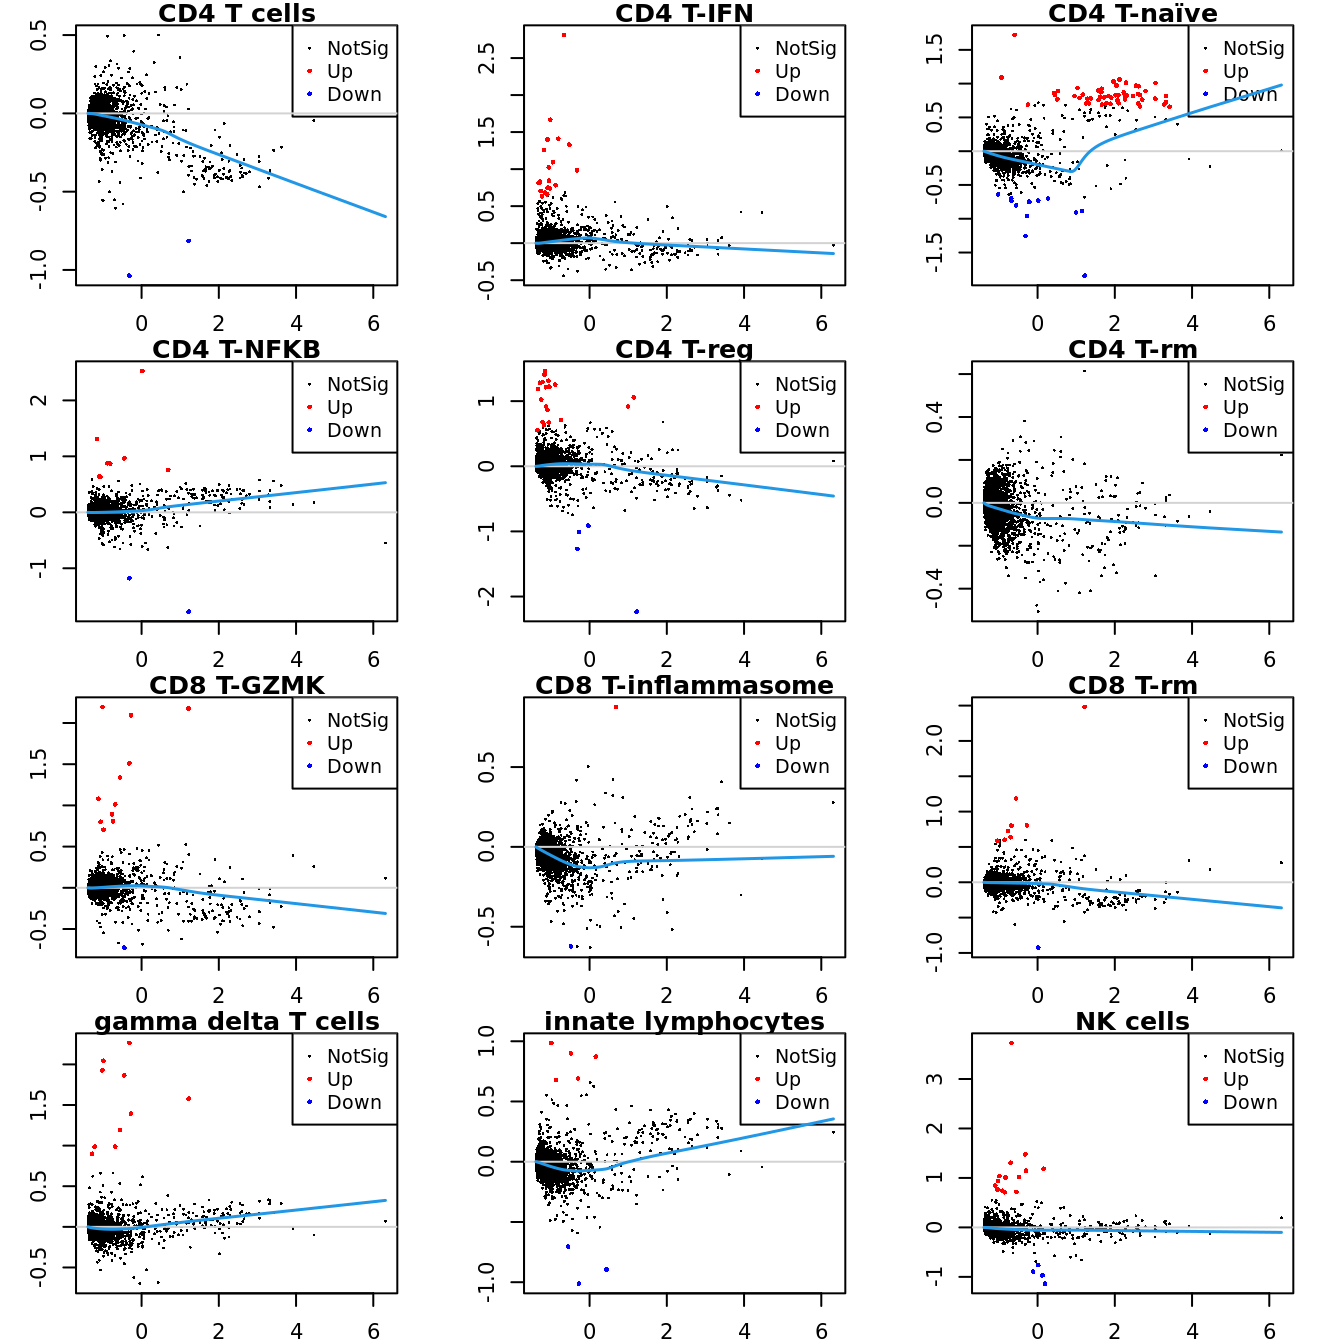 CD4 T cells
NotSig
Up
Down
0.5
0.0
-0.5
-1.0
0 2 4 6
CD4 T-IFN
NotSig
Up
Down
2.5
1.5
0.5
-0.5
0 2 4 6
CD4 T-naïve
NotSig
Up
Down
1.5
0.5
-0.5
-1.5
0 2 4 6
CD4 T-NFKB
NotSig
Up
Down
2
1
0
-1
0 2 4 6
CD4 T-reg
NotSig
Up
Down
1
0
-1
-2
0 2 4 6
CD4 T-rm
NotSig
Up
Down
0.4
0.0
-0.4
0 2 4 6
CD8 T-GZMK
NotSig
Up
Down
1.5
0.5
-0.5
0 2 4 6
CD8 T-inflammasome
NotSig
Up
Down
0.5
0.0
-0.5
0 2 4 6
CD8 T-rm
NotSig
Up
Down
2.0
1.0
0.0
-1.0
0 2 4 6
gamma delta T cells
NotSig
Up
Down
1.5
0.5
-0.5
0 2 4 6
innate lymphocytes
NotSig
Up
Down
1.0
0.5
0.0
-1.0
0 2 4 6
NK cells
NotSig
Up
Down
3
2
1
0
-1
0 2 4 6